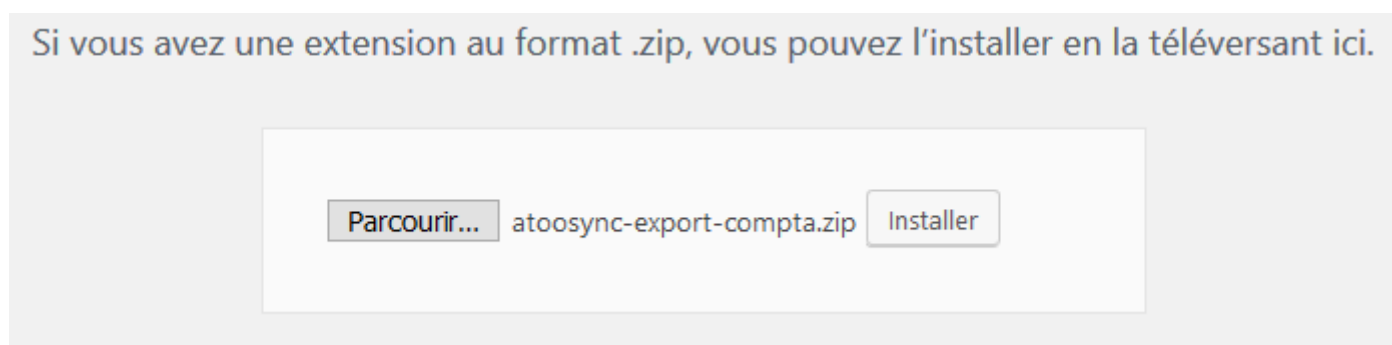 Si vous avez une extension au format .zip, vous pouvez l’installer en la téléversant ici.
Parcourir... atoosync-export-compta.zip Installer